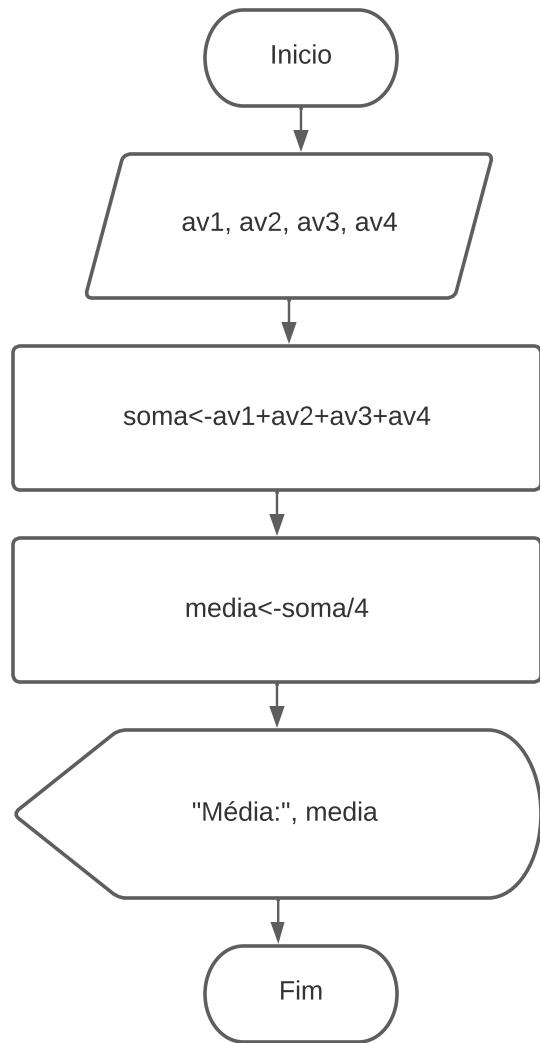 Inicio
av1, av2, av3, av4
soma<-av1+av2+av3+av4
media<-soma/4
"Média:", media
Fim